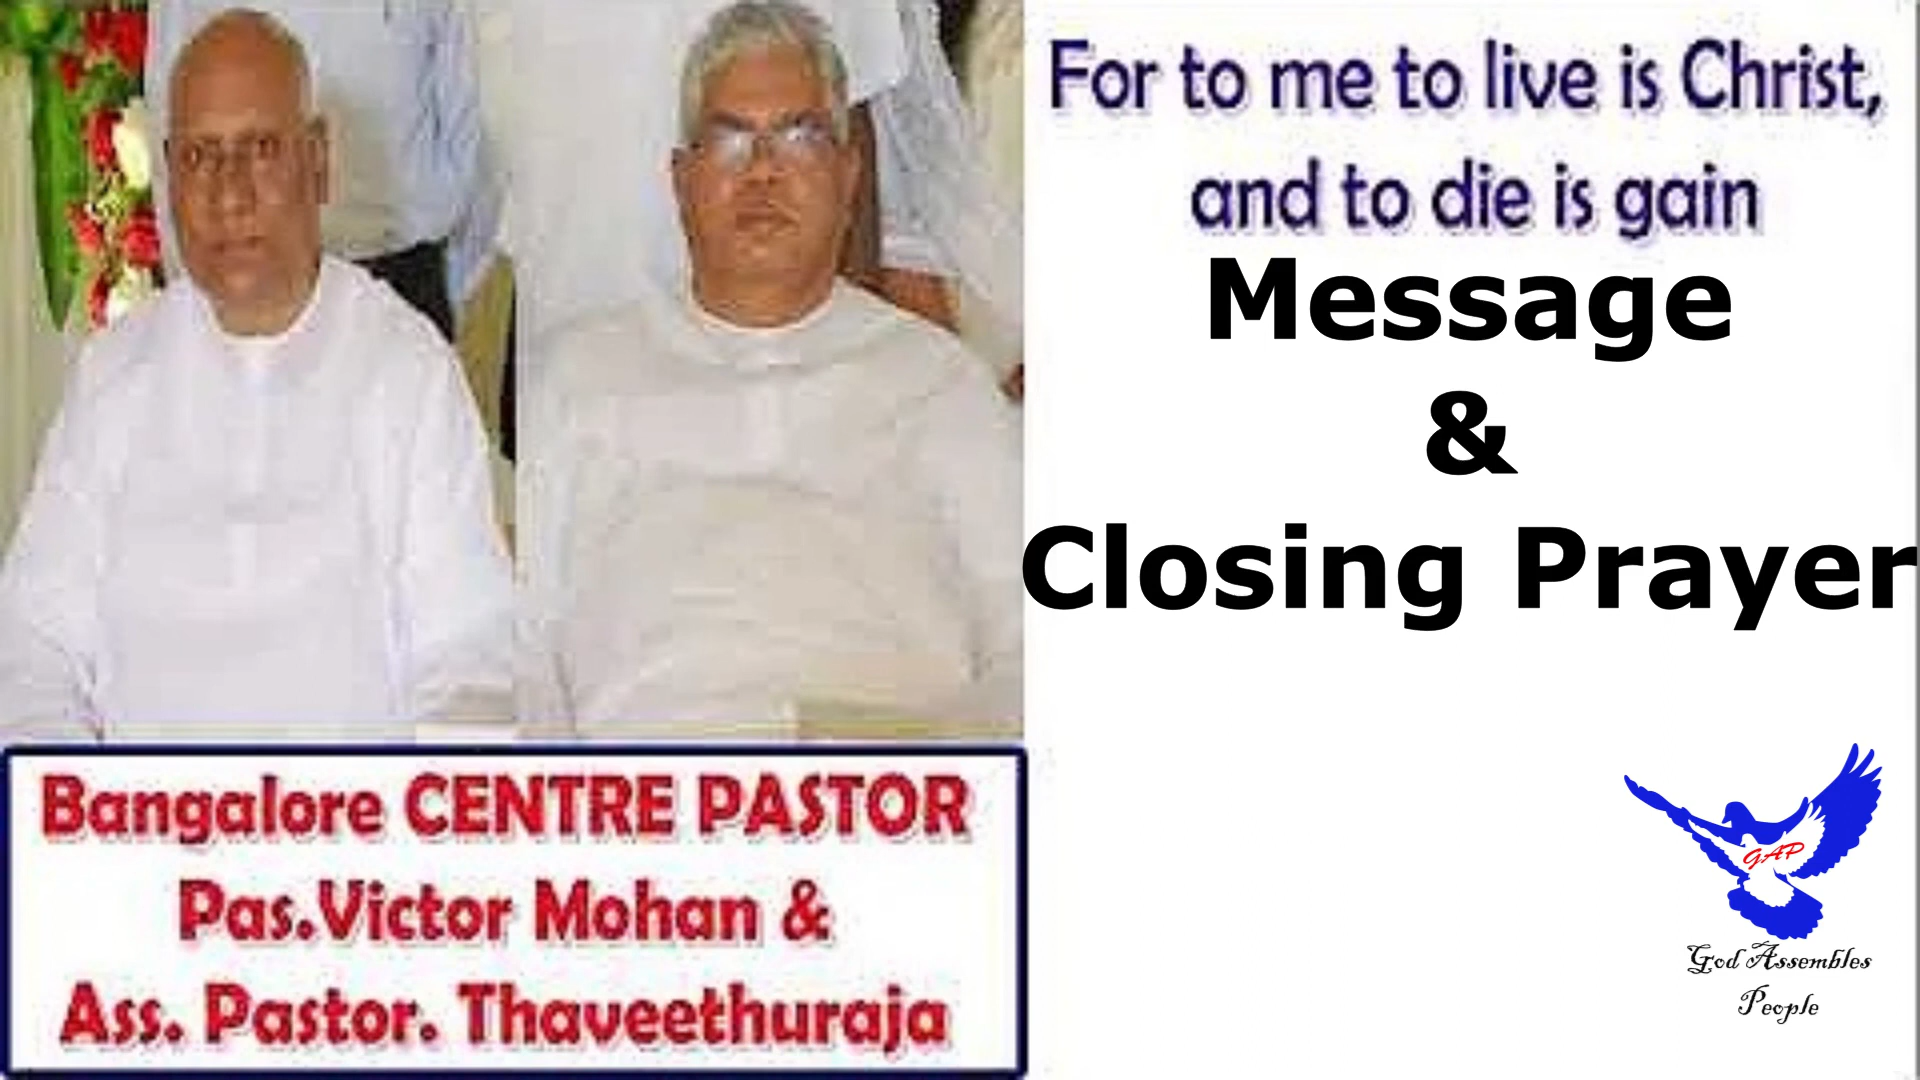 For to me to live is Christ,
and to die is gain
Message
&
Closing Prayer
Bangalore CENTRE PASTOR
Pas.Victor Mohan &
Ass. Pastor. Thaveethuraja
GAP
God Assembles
People